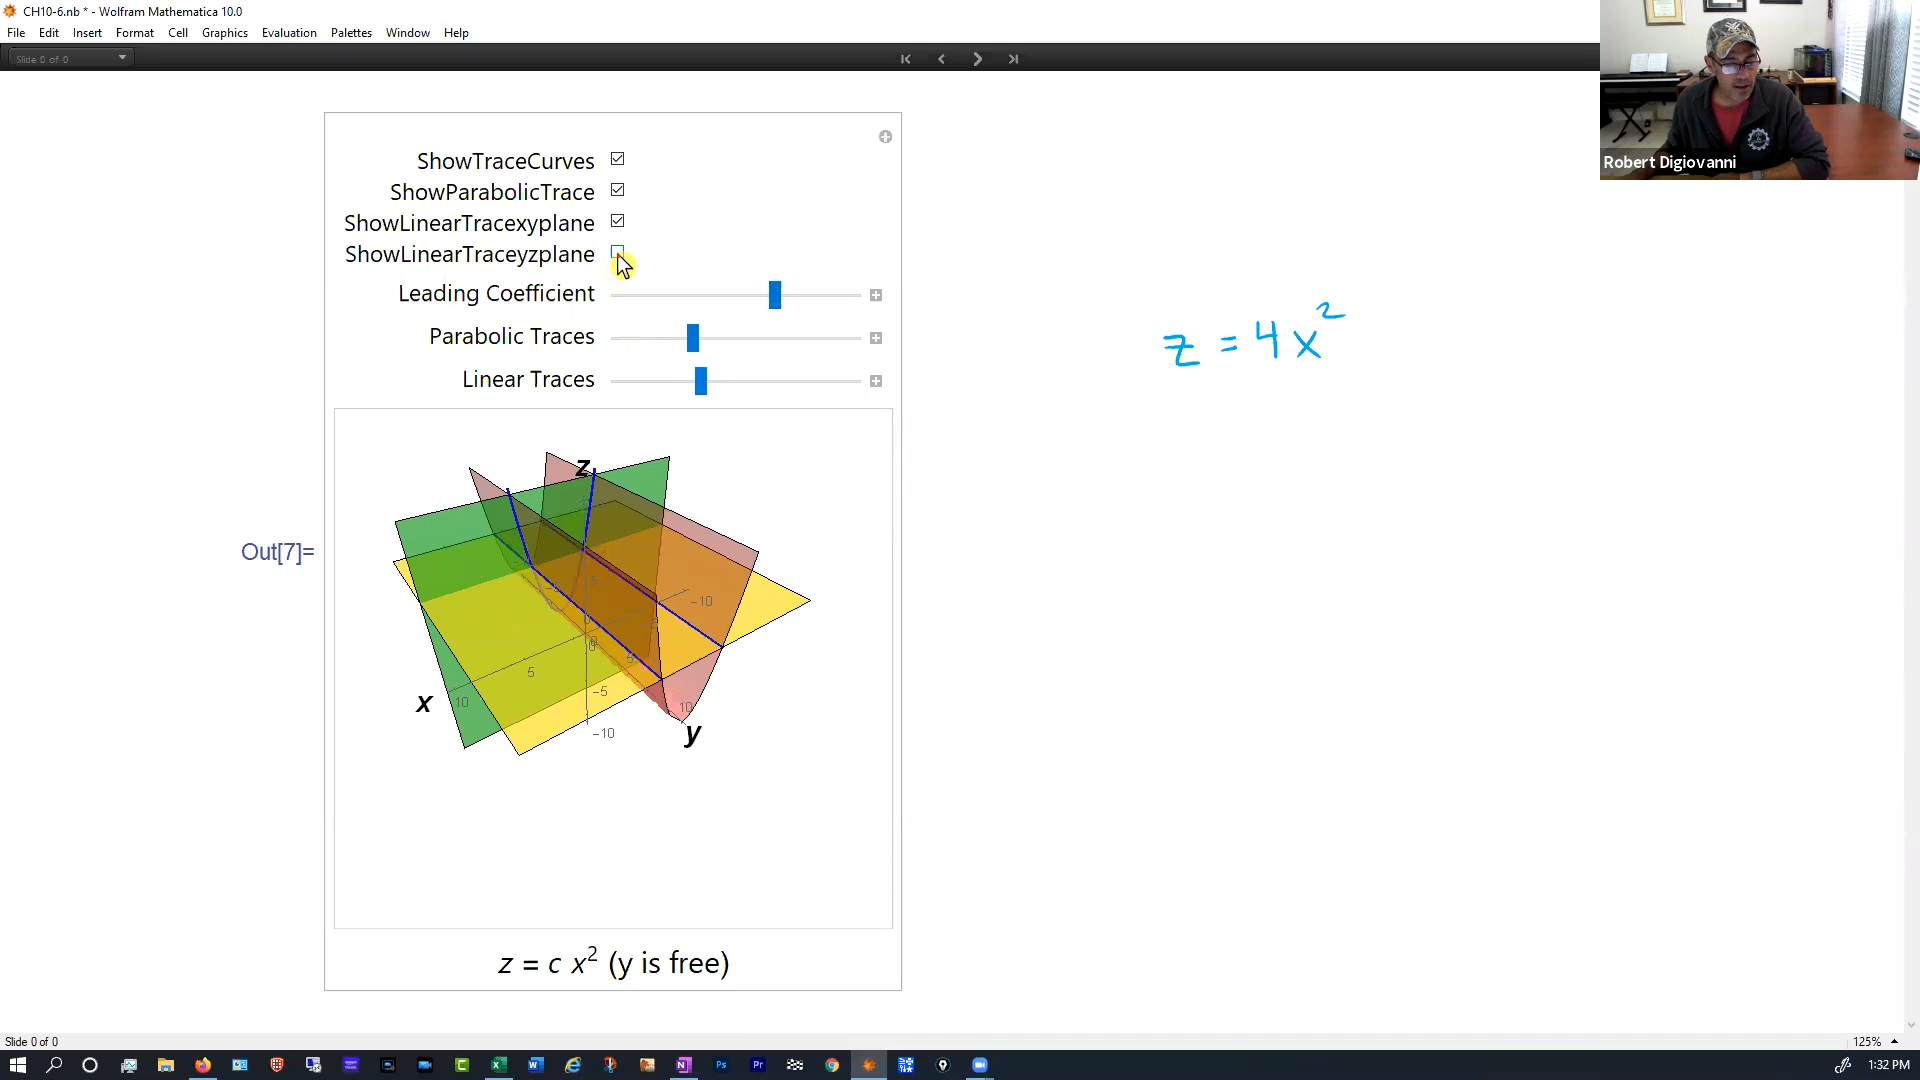 CH10-6.nb * - Wolfram Mathematica 10.0
File Edit Insert Format Cell Graphics Evaluation Palettes Window Help
Slide 0 of 0
Robert Digiovanni
ShowTraceCurves
ShowParabolicTrace
ShowLinearTracexyplane
ShowLinearTraceyzplane
Leading Coefficient
Parabolic Traces
Linear Traces
z = 4x²
Out[7]=
z
-10
5
0
5
-5
x
10
10
y
-10
z = c x² (y is free)
Slide 0 of 0
125%
1:32 PM